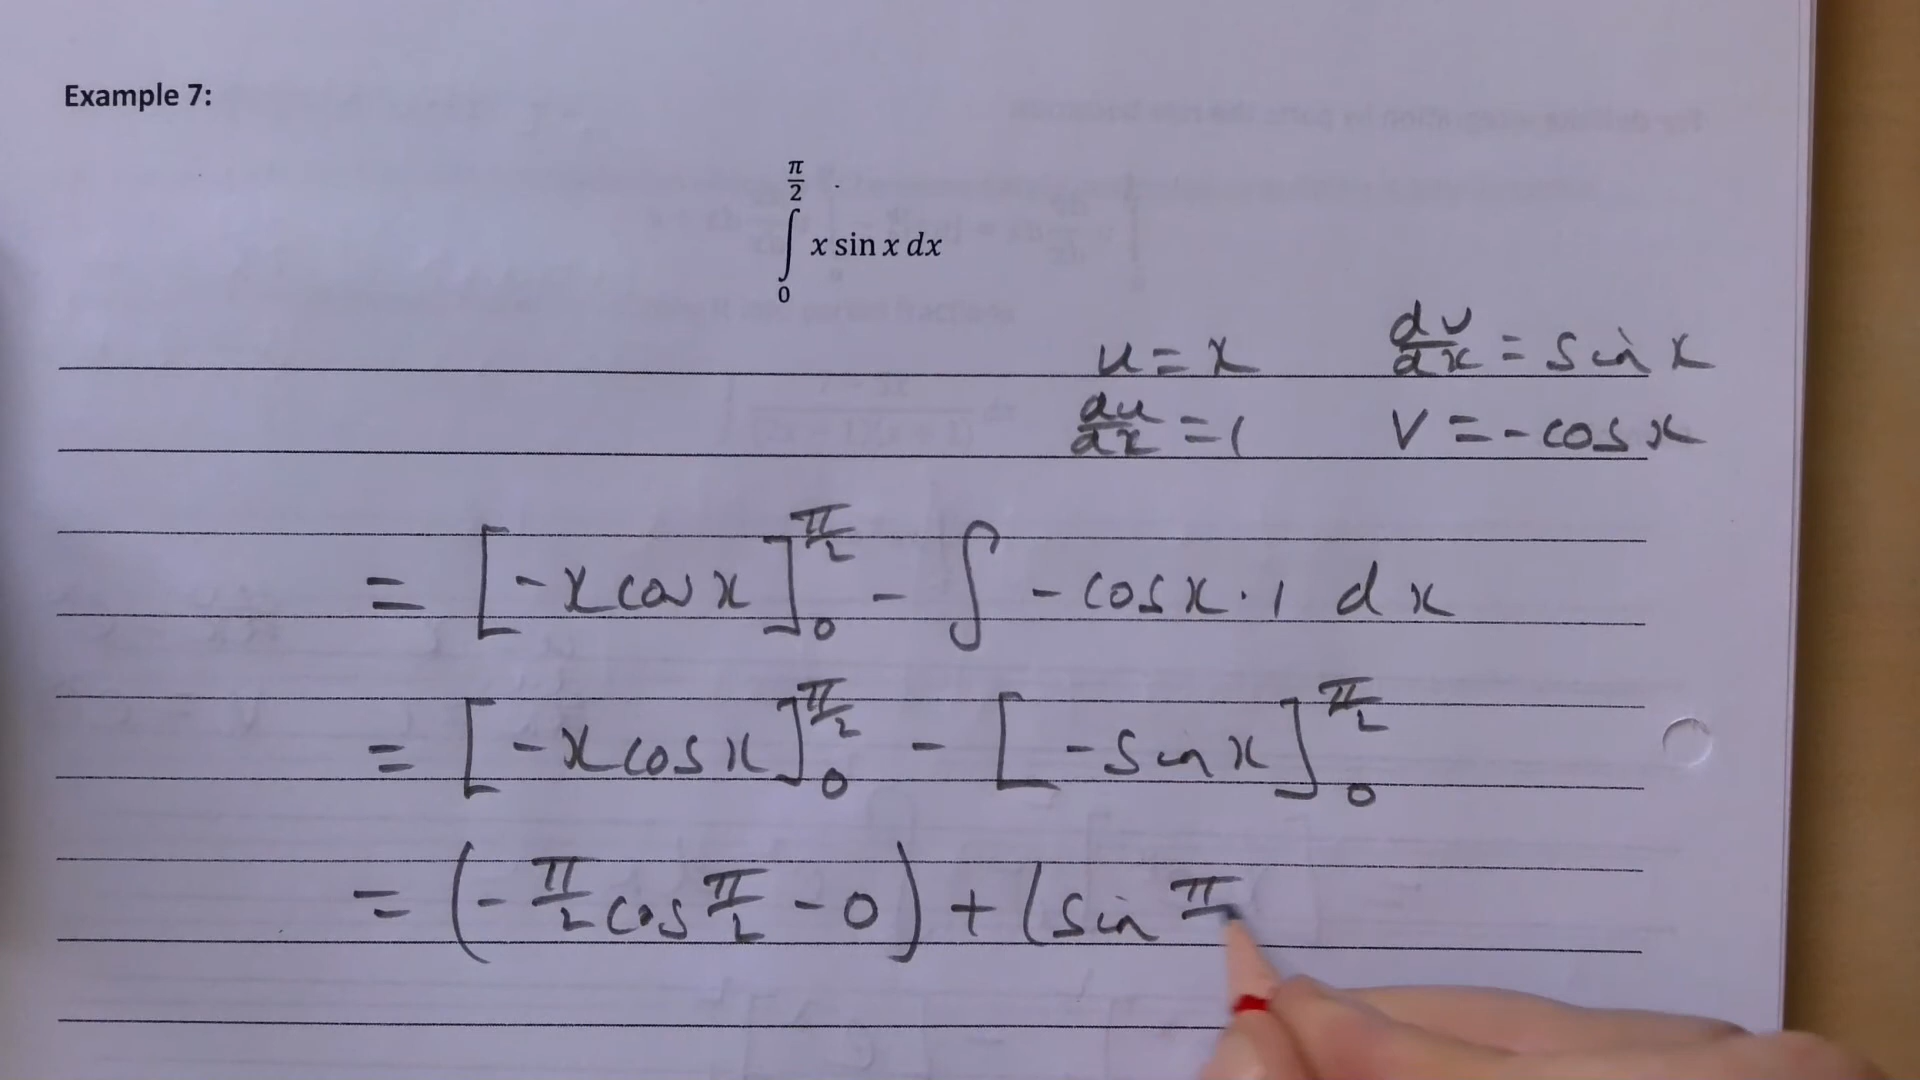 Example 7:
∫₀^(π/2) x sin x dx
u = x    dv/dx = sin x
du/dx = 1    v = -cos x
= [-x cos x]₀^(π/2) - ∫ -cos x . 1 dx
= [-x cos x]₀^(π/2) - [-sin x]₀^(π/2)
= (-π/2 cos π/2 - 0) + (sin π